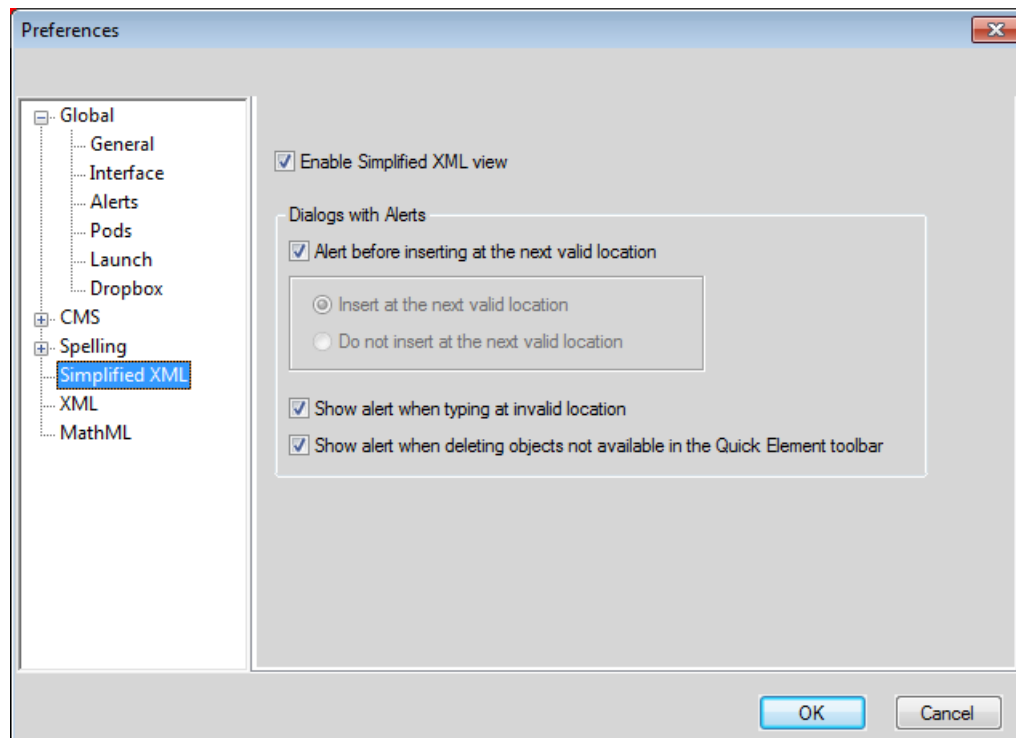 Preferences
Global
General
Interface
Alerts
Pods
Launch
Dropbox
CMS
Spelling
Simplified XML
XML
MathML
Enable Simplified XML view
Dialogs with Alerts
Alert before inserting at the next valid location
Insert at the next valid location
Do not insert at the next valid location
Show alert when typing at invalid location
Show alert when deleting objects not available in the Quick Element toolbar
OK
Cancel